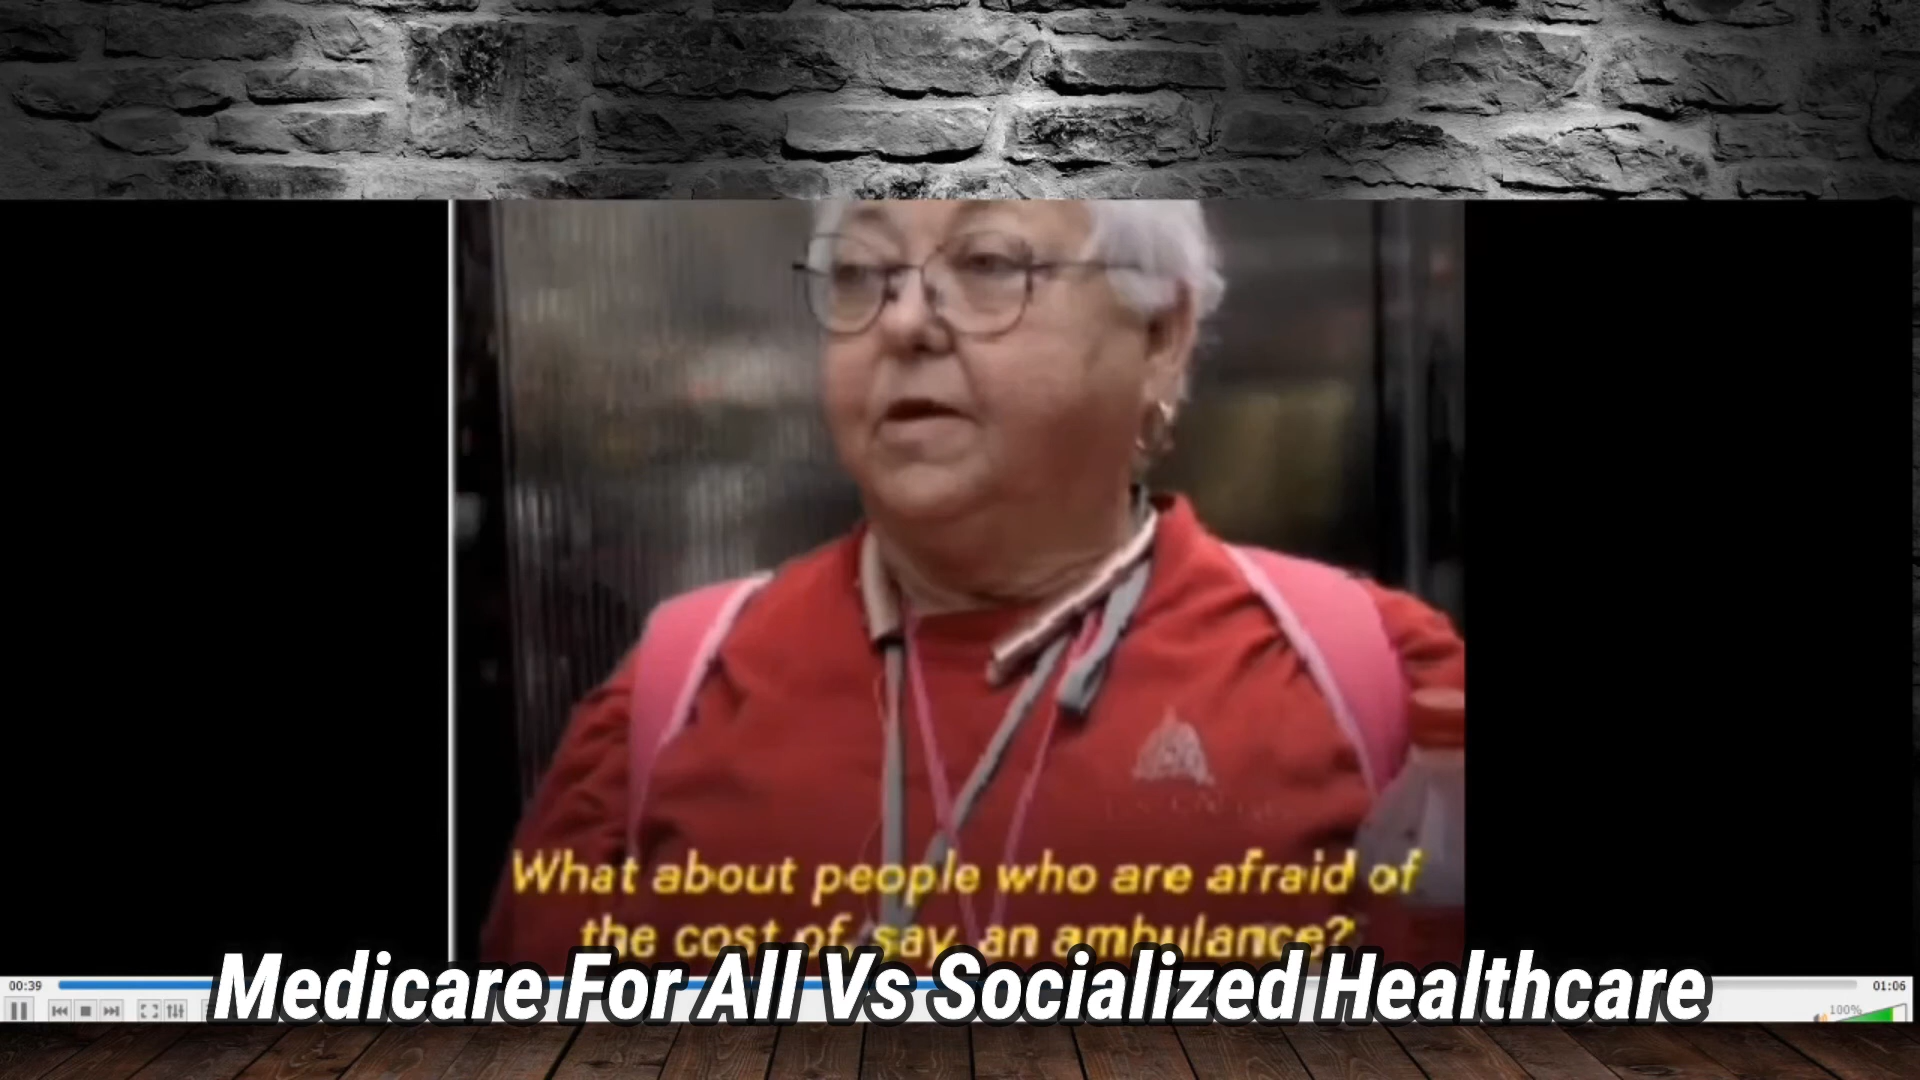 What about people who are afraid of
the cost of, say, an ambulance?
Medicare For All Vs Socialized Healthcare
00:39
01:06
100%